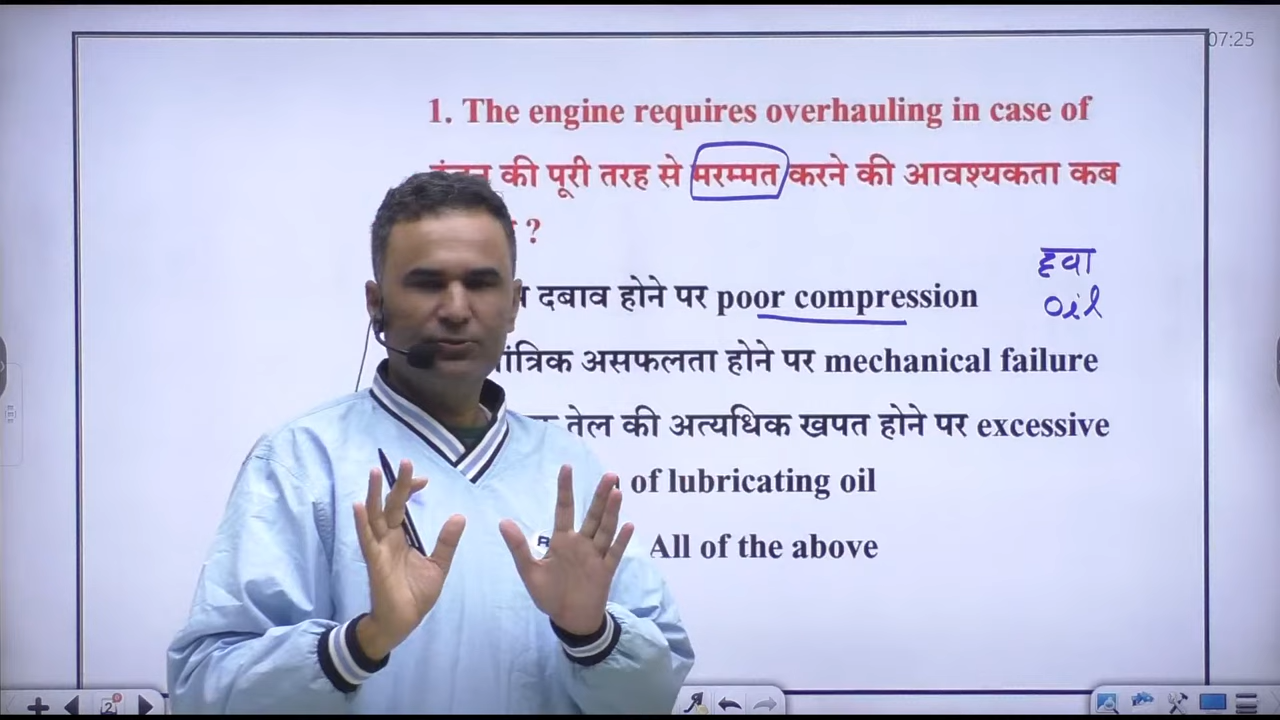 07:25
1. The engine requires overhauling in case of
की पूरी तरह से मरम्मत करने की आवश्यकता कब
?
हवा
दबाव होने पर poor compression
oil
असफलता होने पर mechanical failure
तेल की अत्यधिक खपत होने पर excessive
of lubricating oil
All of the above
2